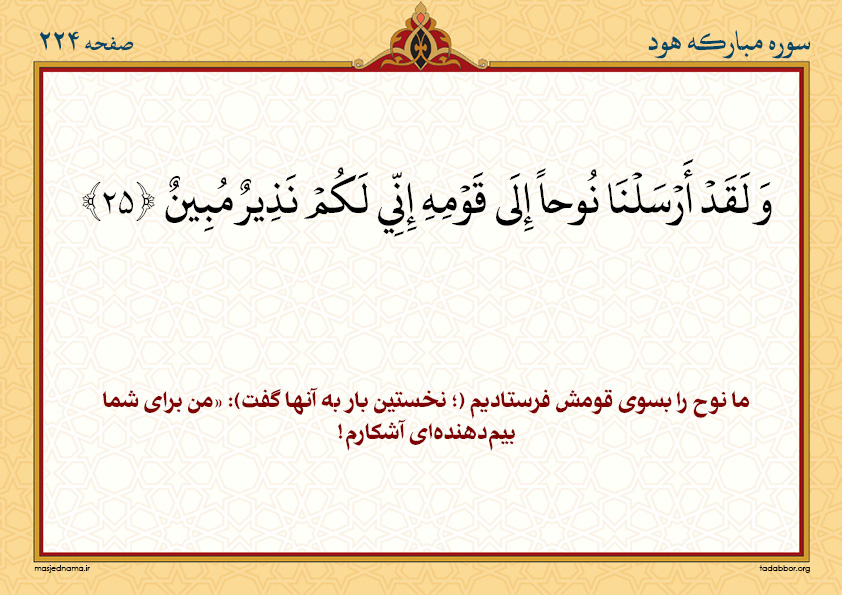 سوره مبارکه هود
صفحه ۲۲۴
وَ لَقَدْ أَرْسَلْنَا نُوحاً إِلَى قَوْمِهِ إِنِّي لَكُمْ نَذِيرٌ مُبِينٌ ﴿۲۵﴾
ما نوح را بسوی قومش فرستادیم (؛ نخستین بار به آنها گفت): «من برای شما
بیم‌دهنده‌ای آشکارم!
masjednama.ir
tadabbor.org